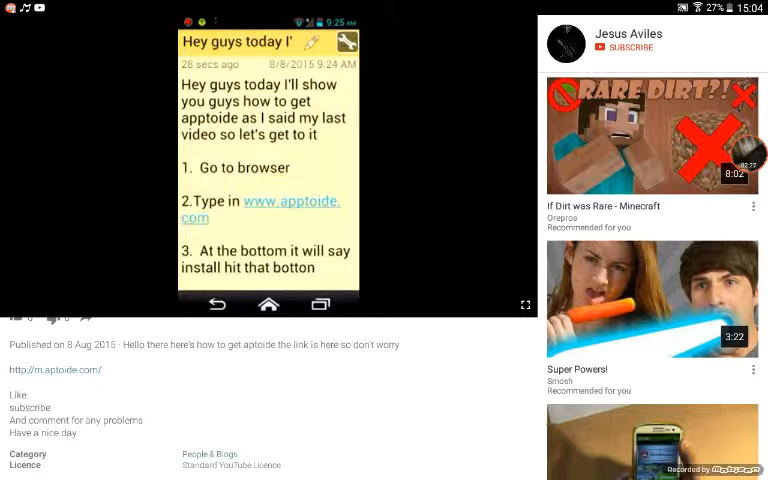 27% 15:04
9:25 AM
Jesus Aviles
SUBSCRIBE
Hey guys today I'
28 secs ago 8/8/2015 9:24 AM
Hey guys today I'll show
you guys how to get
apptoide as I said my last
video so let's get to it
1. Go to browser
2.Type in www.apptoide.
com
3. At the bottom it will say
install hit that botton
RARE DIRT?!
02:27
8:02
If Dirt was Rare - Minecraft
Orepros
Recommended for you
3:22
Super Powers!
Smosh
Recommended for you
Published on 8 Aug 2015 · Hello there here's how to get aptoide the link is here so don't worry
http://m.aptoide.com/
Like
subscribe
And comment for any problems
Have a nice day
Category People & Blogs
Licence Standard YouTube Licence
Recorded by Mobizen